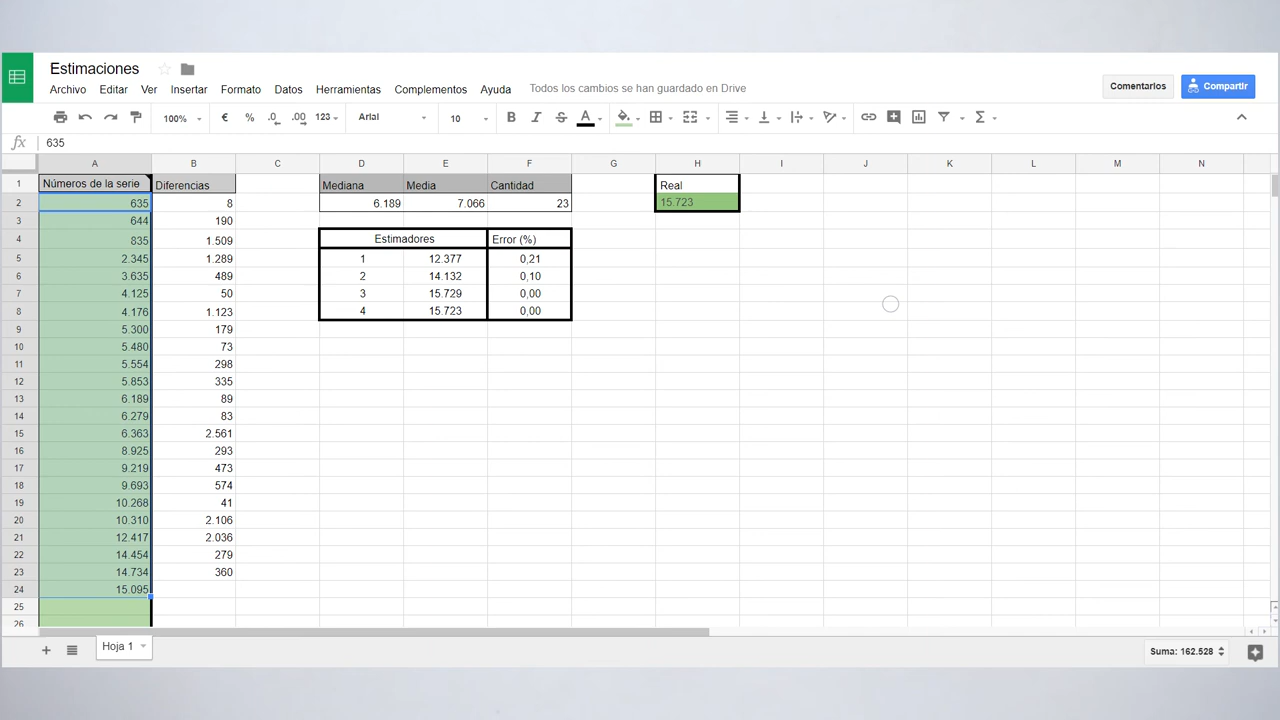 Estimaciones
Archivo Editar Ver Insertar Formato Datos Herramientas Complementos Ayuda Todos los cambios se han guardado en Drive
Comentarios Compartir
100% € % .0 .00 123 Arial 10 B I S A Σ
fx 635
A B C D E F G H I J K L M N
1 Números de la serie Diferencias Mediana Media Cantidad Real
2 635 8 6.189 7.066 23 15.723
3 644 190
4 835 1.509 Estimadores Error (%)
5 2.345 1.289 1 12.377 0,21
6 3.635 489 2 14.132 0,10
7 4.125 50 3 15.729 0,00
8 4.176 1.123 4 15.723 0,00
9 5.300 179
10 5.480 73
11 5.554 298
12 5.853 335
13 6.189 89
14 6.279 83
15 6.363 2.561
16 8.925 293
17 9.219 473
18 9.693 574
19 10.268 41
20 10.310 2.106
21 12.417 2.036
22 14.454 279
23 14.734 360
24 15.095
25
26
Hoja 1 Suma: 162.528